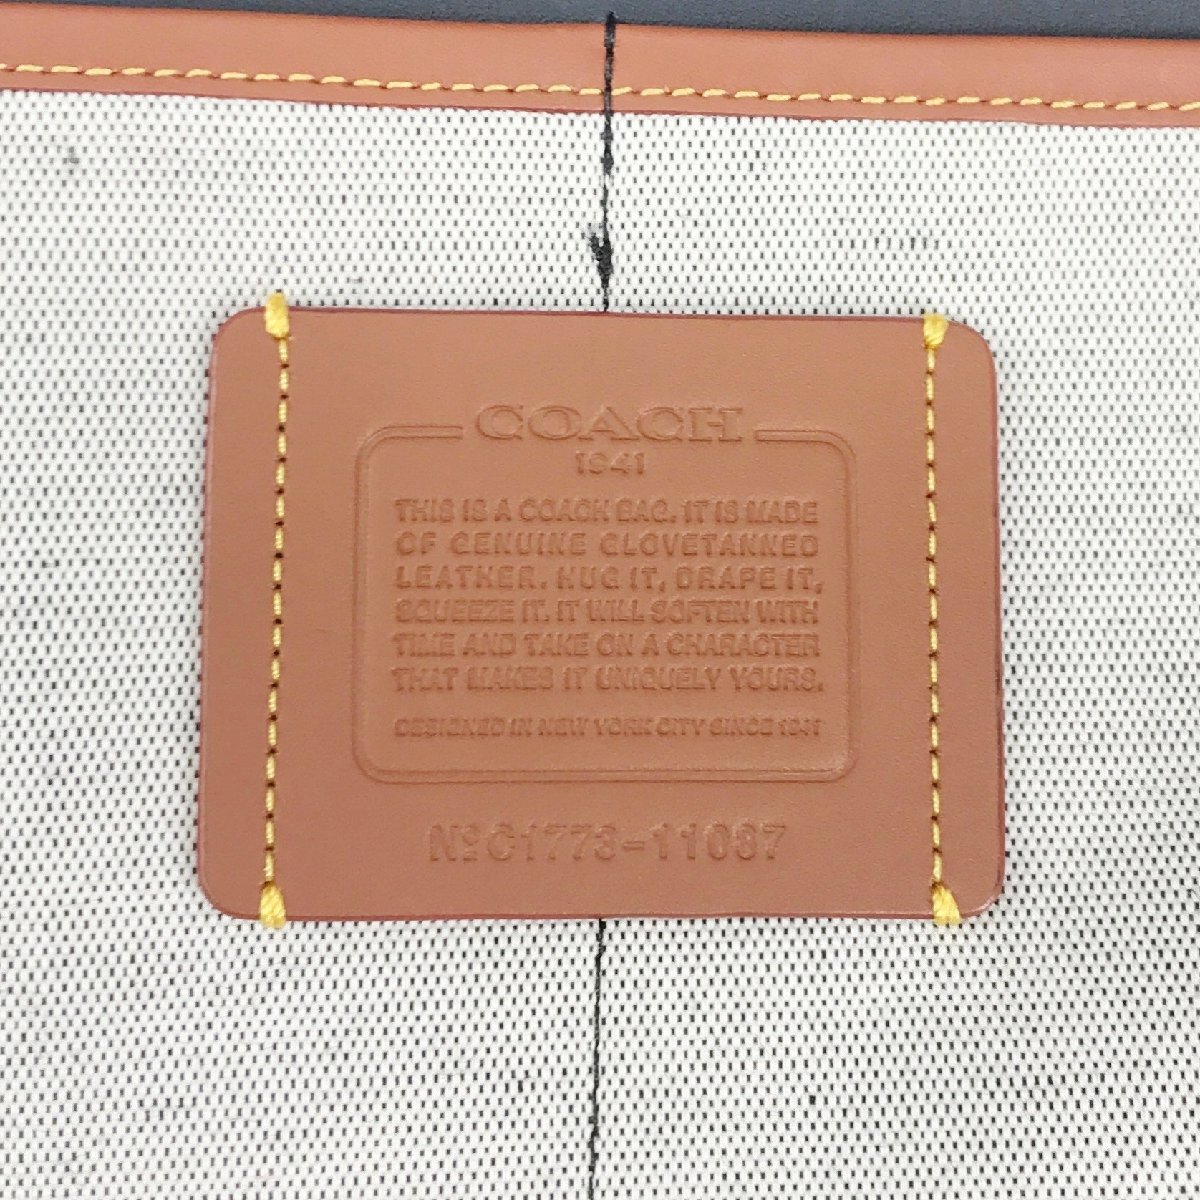 COACH
1941
THIS IS A COACH BAG. IT IS MADE
OF GENUINE GLOVETANNED
LEATHER. HUG IT, DRAPE IT,
SQUEEZE IT. IT WILL SOFTEN WITH
TIME AND TAKE ON A CHARACTER
THAT MAKES IT UNIQUELY YOURS.
DESIGNED IN NEW YORK CITY SINCE 1941
Nº C1773-11087